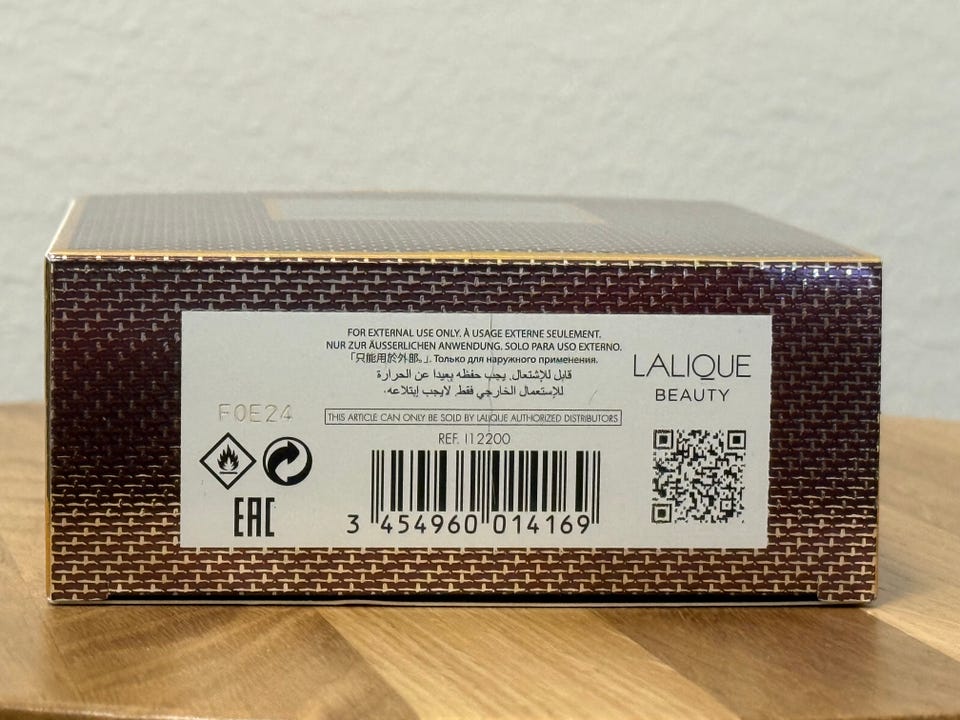 FOR EXTERNAL USE ONLY. À USAGE EXTERNE SEULEMENT.
NUR ZUR ÄUSSERLICHEN ANWENDUNG. SOLO PARA USO EXTERNO.
「只能用於外部。」. Только для наружного применения.
قابل للإشتعال. يجب حفظه بعيدا عن الحرارة
للإستعمال الخارجي فقط. لايجب إبتلاعه.
LALIQUE
BEAUTY
F0E24
THIS ARTICLE CAN ONLY BE SOLD BY LALIQUE AUTHORIZED DISTRIBUTORS
REF. I12200
EAC
3 454960 014169